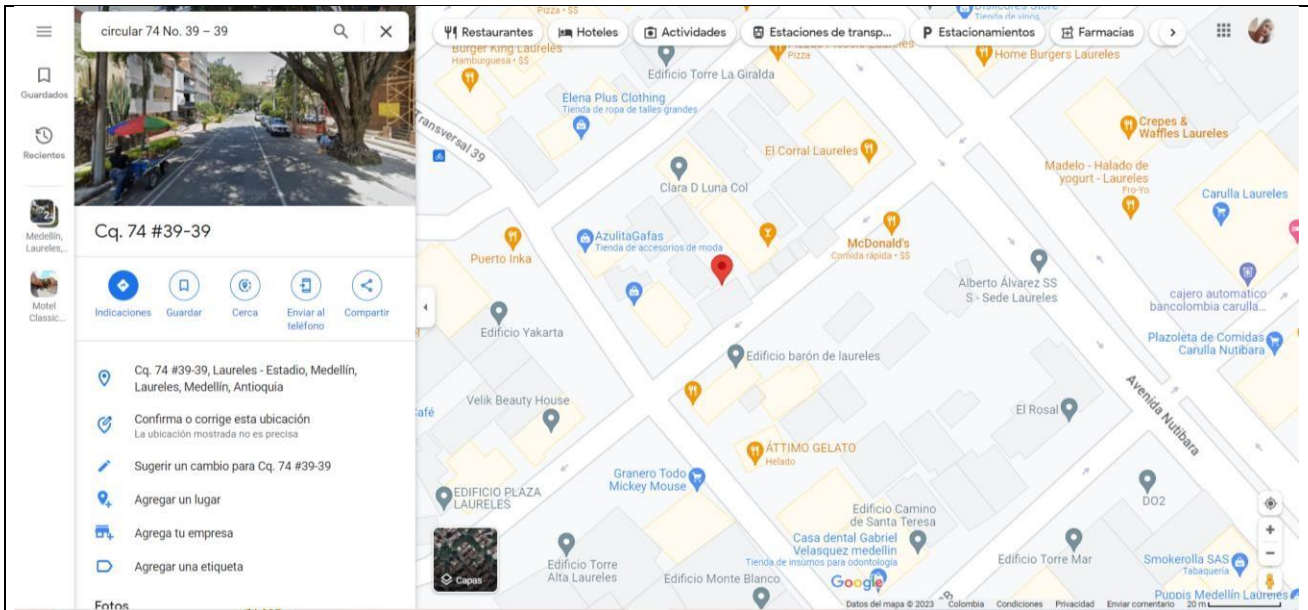 circular 74 No. 39 – 39
Guardados
Recientes
2
Medellín,
Laureles,...
Motel
Classic...
Cq. 74 #39-39
Indicaciones
Guardar
Cerca
Enviar al
teléfono
Compartir
Cq. 74 #39-39, Laureles - Estadio, Medellín,
Laureles, Medellín, Antioquia
Confirma o corrige esta ubicación
La ubicación mostrada no es precisa
Sugerir un cambio para Cq. 74 #39-39
Agregar un lugar
Agrega tu empresa
Agregar una etiqueta
Fotos
Pizza • $$
Tienda de vinos
Restaurantes
Hoteles
Actividades
Estaciones de transp...
Estacionamientos
Farmacias
Burger King Laureles
Hamburguesa • $$
Pizza
Home Burgers Laureles
Edificio Torre La Giralda
Elena Plus Clothing
Tienda de ropa de talles grandes
Transversal 39
Crepes &
Waffles Laureles
El Corral Laureles
Madelo - Halado de
yogurt - Laureles
Fro-Yo
Clara D Luna Col
Carulla Laureles
AzulitaGafas
Tienda de accesorios de moda
McDonald's
Comida rápida • $$
Puerto Inka
Alberto Álvarez SS
S - Sede Laureles
cajero automatico
bancolombia carulla...
Edificio Yakarta
Plazoleta de Comidas
Carulla Nutibara
Edificio barón de laureles
Avenida Nutibara
Velik Beauty House
Café
El Rosal
ÁTTIMO GELATO
Helado
Granero Todo
Mickey Mouse
EDIFICIO PLAZA
LAURELES
DO2
Edificio Camino
de Santa Teresa
Casa dental Gabriel
Velasquez medellin
Tienda de insumos para odontología
Edificio Torre
Alta Laureles
Edificio Monte Blanco
Edificio Torre Mar
Smokerolla SAS
Tabaquería
Capas
Google
Puppis Medellín Laureles
Datos del mapa © 2023
Colombia
Condiciones
Privacidad
Enviar comentario
20 m